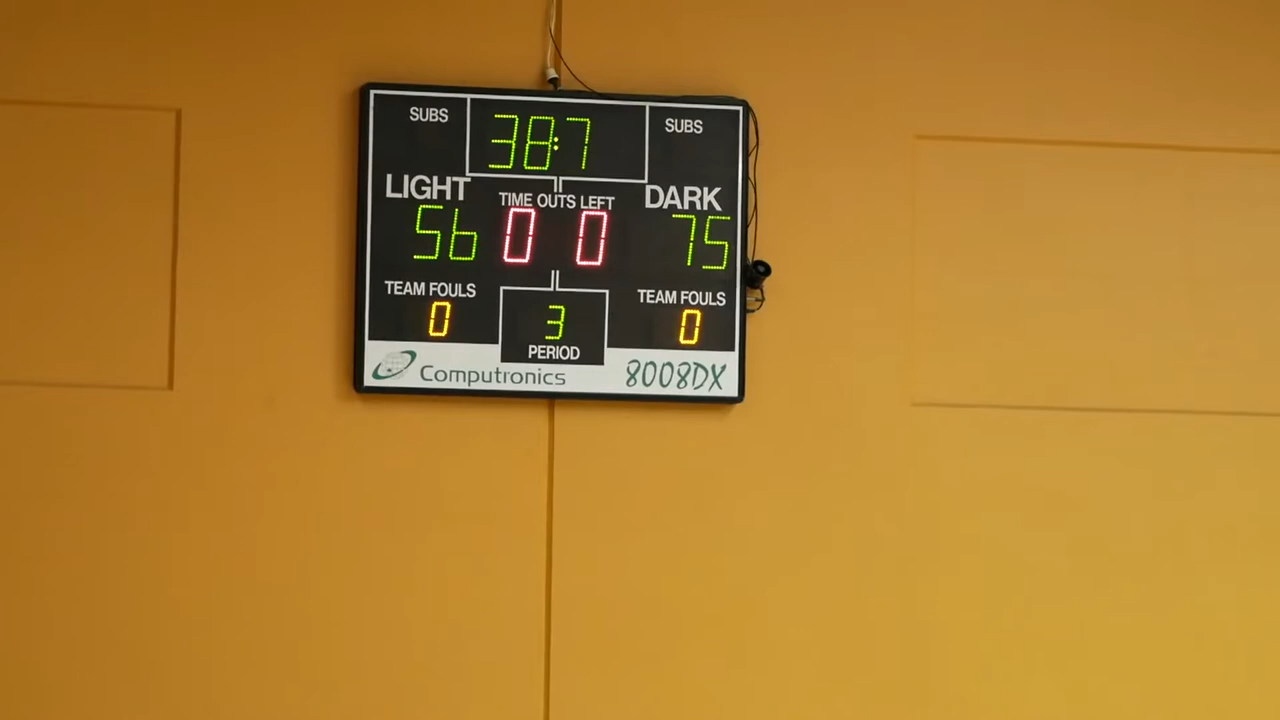 SUBS 38:7 SUBS
LIGHT TIME OUTS LEFT DARK
56 0 0 75
TEAM FOULS TEAM FOULS
0 3 0
PERIOD
Computronics 8008DX